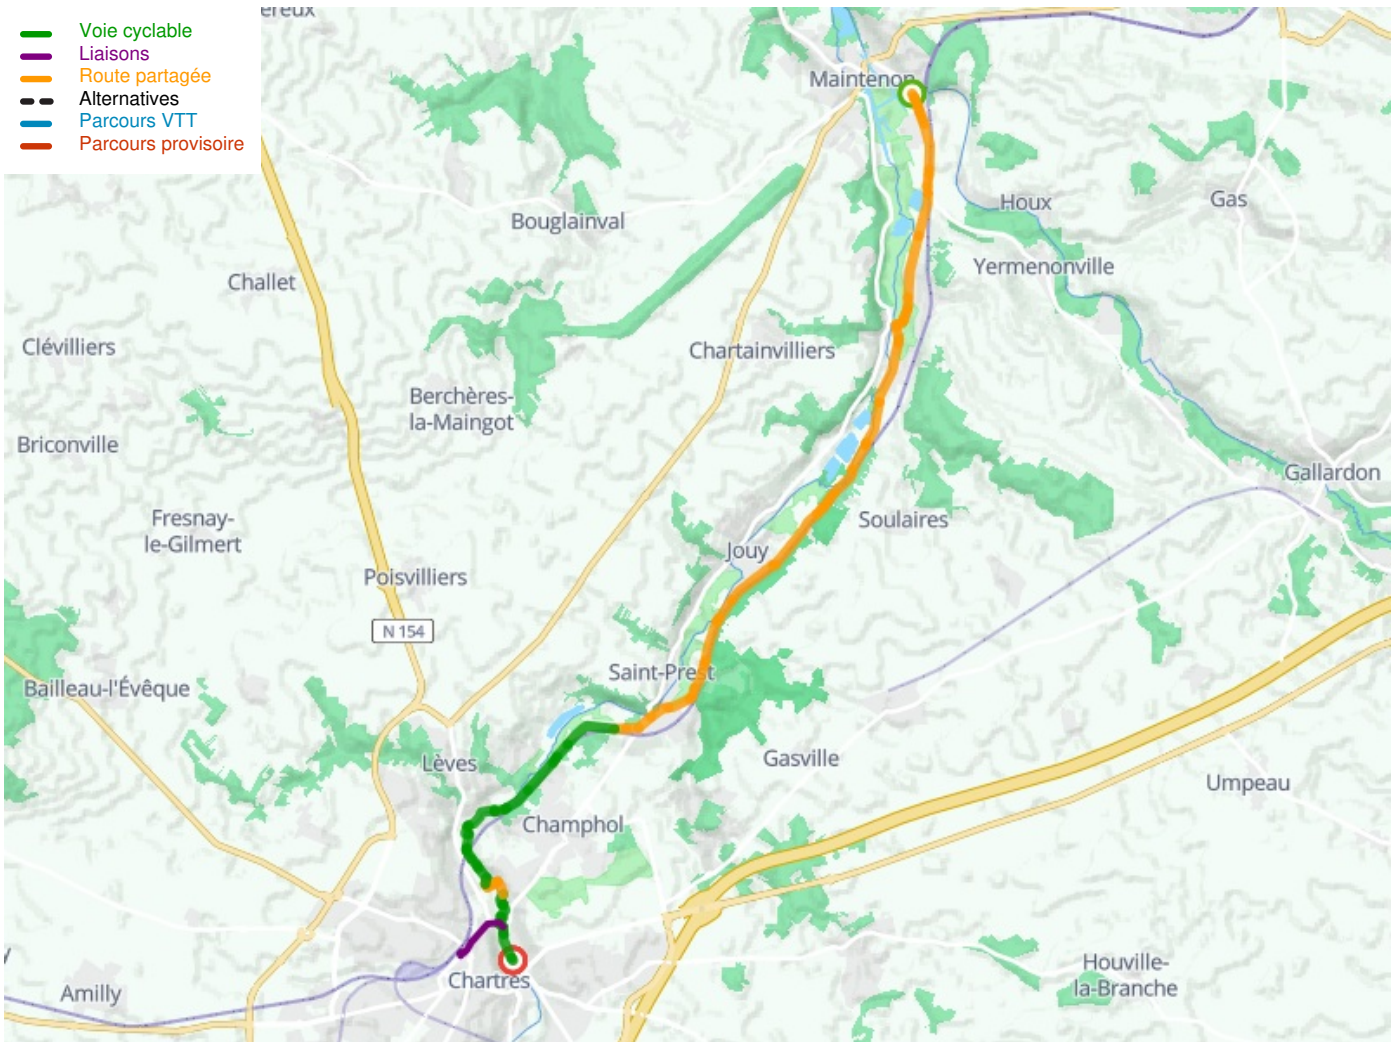 Voie cyclable
Liaisons
Route partagée
Alternatives
Parcours VTT
Parcours provisoire
Maintenon
Houx
Gas
Bouglainval
Yermenonville
Challet
Clévilliers
Chartainvilliers
Berchères-
la-Maingot
Briconville
Gallardon
Fresnay-
le-Gilmert
Soulaires
Jouy
Poisvilliers
N 154
Saint-Prest
Bailleau-l'Évêque
Lèves
Gasville
Umpeau
Champhol
Houville-
la-Branche
Chartres
Amilly